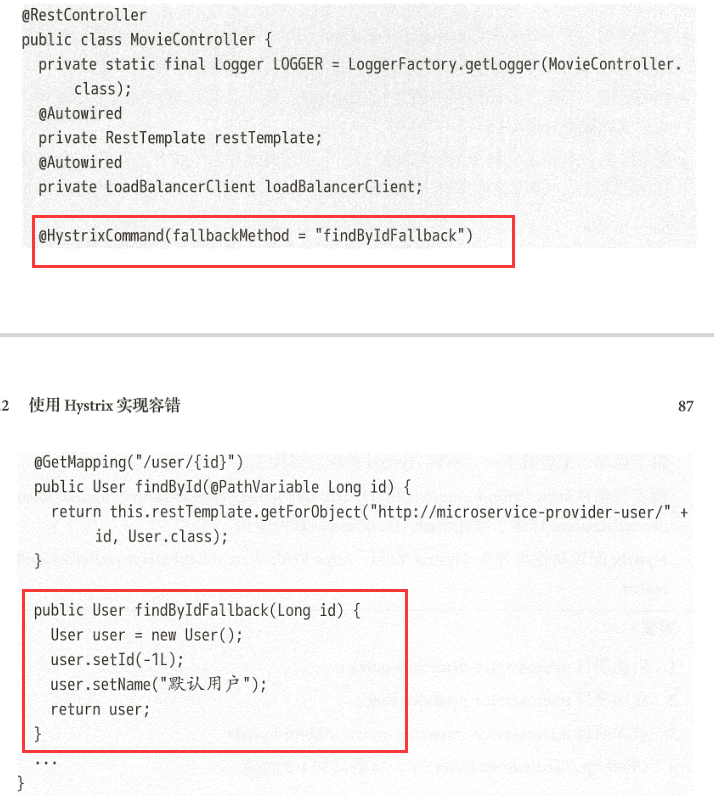 @RestController
public class MovieController {
private static final Logger LOGGER = LoggerFactory.getLogger(MovieController.
class);
@Autowired
private RestTemplate restTemplate;
@Autowired
private LoadBalancerClient loadBalancerClient;
@HystrixCommand(fallbackMethod = "findByIdFallback")
.2 使用 Hystrix 实现容错 87
@GetMapping("/user/{id}")
public User findById(@PathVariable Long id) {
return this.restTemplate.getForObject("http://microservice-provider-user/" +
id, User.class);
}
public User findByIdFallback(Long id) {
User user = new User();
user.setId(-1L);
user.setName("默认用户");
return user;
}
...
}